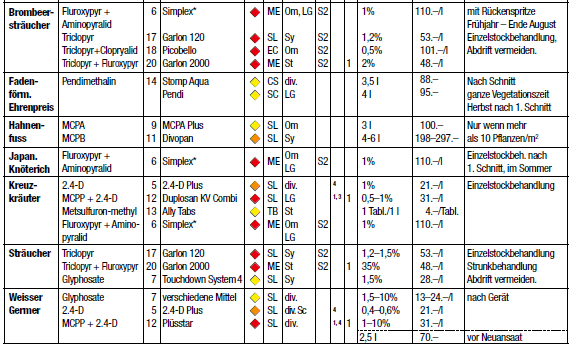 Brombeer- Fluroxypyr + 6 Simplex* ME Om, LG S2 1% 110.–/l mit Rückenspritze
sträucher Aminopyralid Frühjahr – Ende August
Triclopyr 17 Garlon 120 SL Sy S2 1,2% 53.–/l Einzelstockbehandlung,
Triclopyr+Clopyralid 18 Picobello EC Om S2 0,5% 101.–/l Abdrift vermeiden.
Triclopyr + Fluroxypyr 20 Garlon 2000 ME St S2 1 2% 48.–/l
Faden- Pendimethalin 14 Stomp Aqua CS div. 3,5 l 88.– Nach Schnitt
förm. Pendi SC LG 4 l 95.– ganze Vegetationszeit
Ehrenpreis Herbst nach 1. Schnitt
Hahnen- MCPA 9 MCPA Plus SL Om 3 l 100.– Nur wenn mehr
fuss MCPB 11 Divopan SL Sy 4-6 l 198–297.– als 10 Pflanzen/m²
Japan. Fluroxypyr + 6 Simplex* ME Om S2 1% 110.–/l Einzelstockbeh. nach
Knöterich Aminopyralid LG 1. Schnitt, im Sommer
Kreuz- 2.4-D 5 2.4-D Plus SL div. 4 1% 21.–/l Einzelstockbehandlung
kräuter MCPP + 2.4-D 12 Duplosan KV Combi SL LG 1, 3 1 0,5–1% 31.–/l
Metsulfuron-methyl 13 Ally Tabs TB St 1 Tabl./1 l 4.–/Tabl.
Fluroxypyr + Amino- 6 Simplex* ME Om S2 1% 110.–/l
pyralid LG
Sträucher Triclopyr 17 Garlon 120 SL Sy S2 1,2–1,5% 53.–/l Einzelstockbehandlung
Triclopyr + Fluroxypyr 20 Garlon 2000 ME St S2 1 35% 48.–/l Strunkbehandlung
Glyphosate 7 Touchdown System 4 SL Sy 1,5% 28.–/l Abdrift vermeiden.
Weisser Glyphosate 7 verschiedene Mittel SL div. 1,5–10% 13–24.–/l nach Gerät
Germer 2.4-D 5 2.4-D Plus SL div. Sc 4 0,4–0,6% 21.–/l
MCPP + 2.4-D 12 Plüsstar SL div. 1, 4 1 1–10% 31.–/l
2,5 l 70.– vor Neuansaat